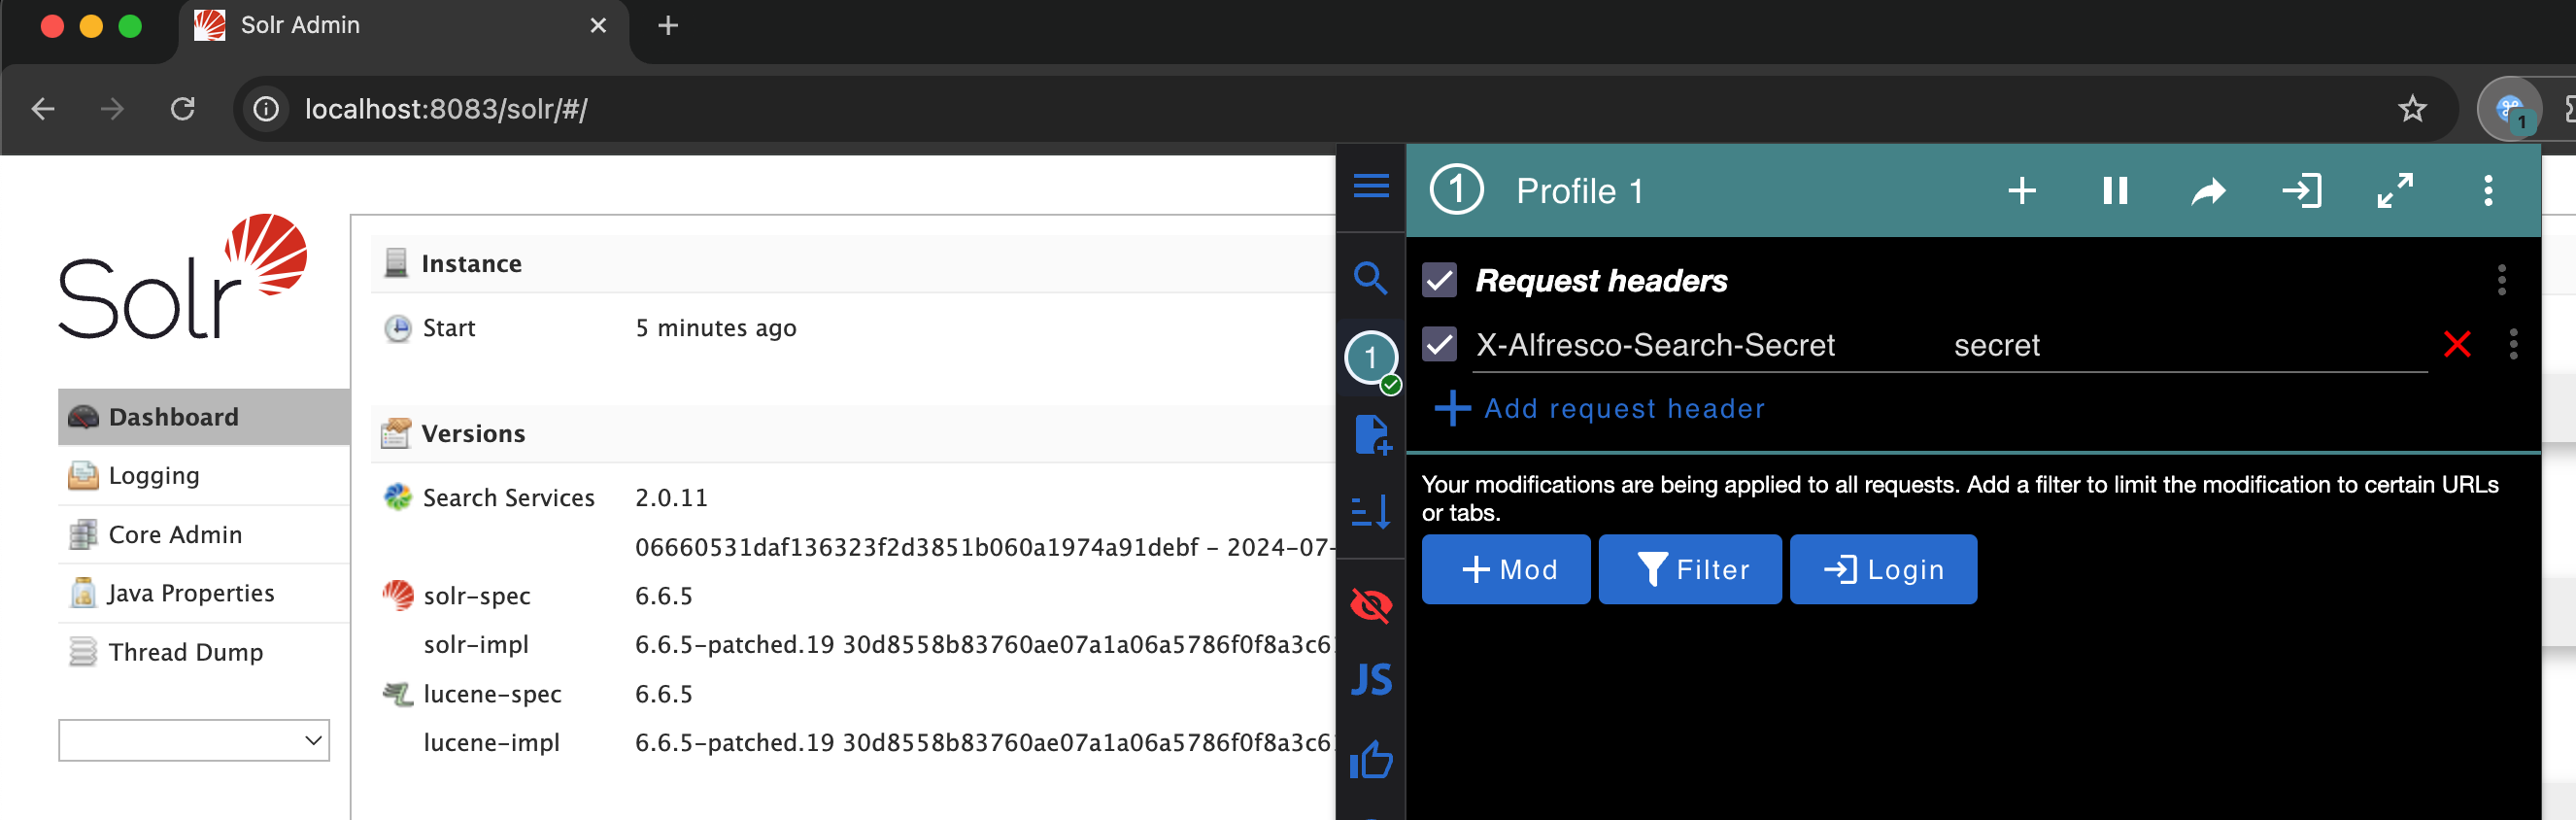 Solr Admin
localhost:8083/solr/#/
1
Solr
Dashboard
Logging
Core Admin
Java Properties
Thread Dump
Instance
Start 5 minutes ago
Versions
Search Services 2.0.11
06660531daf136323f2d3851b060a1974a91debf - 2024-07-
solr-spec 6.6.5
solr-impl 6.6.5-patched.19 30d8558b83760ae07a1a06a5786f0f8a3c6
lucene-spec 6.6.5
lucene-impl 6.6.5-patched.19 30d8558b83760ae07a1a06a5786f0f8a3c6
1
JS
1 Profile 1
Request headers
X-Alfresco-Search-Secret secret
Add request header
Your modifications are being applied to all requests. Add a filter to limit the modification to certain URLs
or tabs.
Mod Filter Login